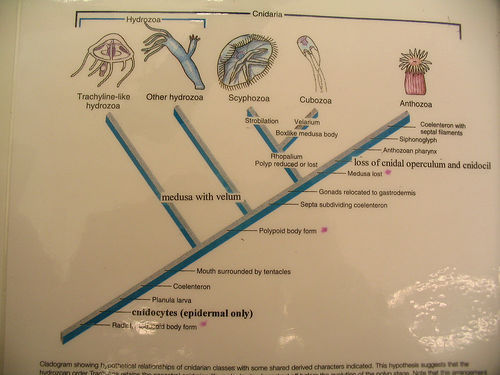 Cnidaria
Hydrozoa
Trachyline-like
hydrozoa
Other hydrozoa
Scyphozoa
Cubozoa
Anthozoa
Strobilation
Velarium
Boxlike medusa body
Rhopalium
Polyp reduced or lost
Coelenteron with
septal filaments
Siphonoglyph
Anthozoan pharynx
loss of cnidal operculum and cnidocil
Medusa lost
medusa with velum
Gonads relocated to gastrodermis
Septa subdividing coelenteron
Polypoid body form
Mouth surrounded by tentacles
Coelenteron
Planula larva
cnidocytes (epidermal only)
body form
Cladogram showing hypothetical relationships of cnidarian classes with some shared derived characters indicated. This hypothesis suggests that the
hydrozoan order